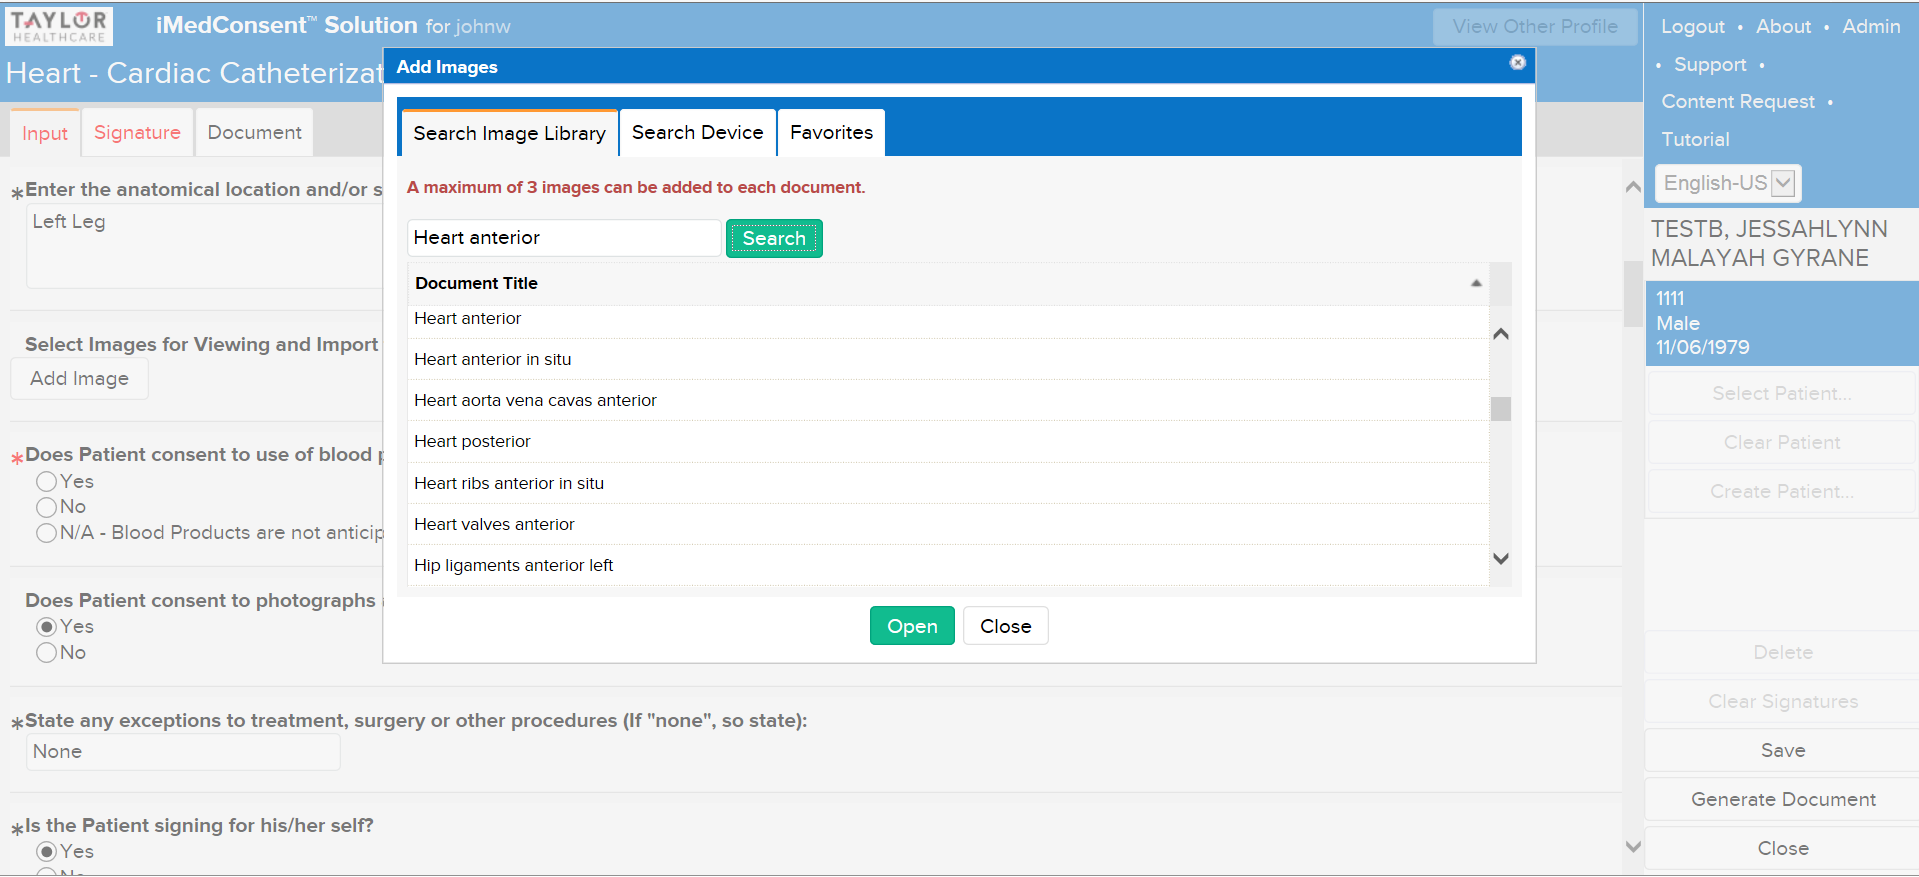 TAYLOR
HEALTHCARE
iMedConsent™ Solution for johnw
View Other Profile
Heart - Cardiac Catheterizat
Logout • About • Admin
• Support •
Content Request •
Tutorial
English-US
Input
Signature
Document
Add Images
Search Image Library
Search Device
Favorites
A maximum of 3 images can be added to each document.
Heart anterior
Search
Document Title
Heart anterior
Heart anterior in situ
Heart aorta vena cavas anterior
Heart posterior
Heart ribs anterior in situ
Heart valves anterior
Hip ligaments anterior left
Open
Close
*Enter the anatomical location and/or s
Left Leg
Select Images for Viewing and Import
Add Image
*Does Patient consent to use of blood p
Yes
No
N/A - Blood Products are not anticip
Does Patient consent to photographs
Yes
No
*State any exceptions to treatment, surgery or other procedures (If "none", so state):
None
*Is the Patient signing for his/her self?
Yes
No
TESTB, JESSAHLYNN
MALAYAH GYRANE
1111
Male
11/06/1979
Select Patient...
Clear Patient
Create Patient...
Delete
Clear Signatures
Save
Generate Document
Close